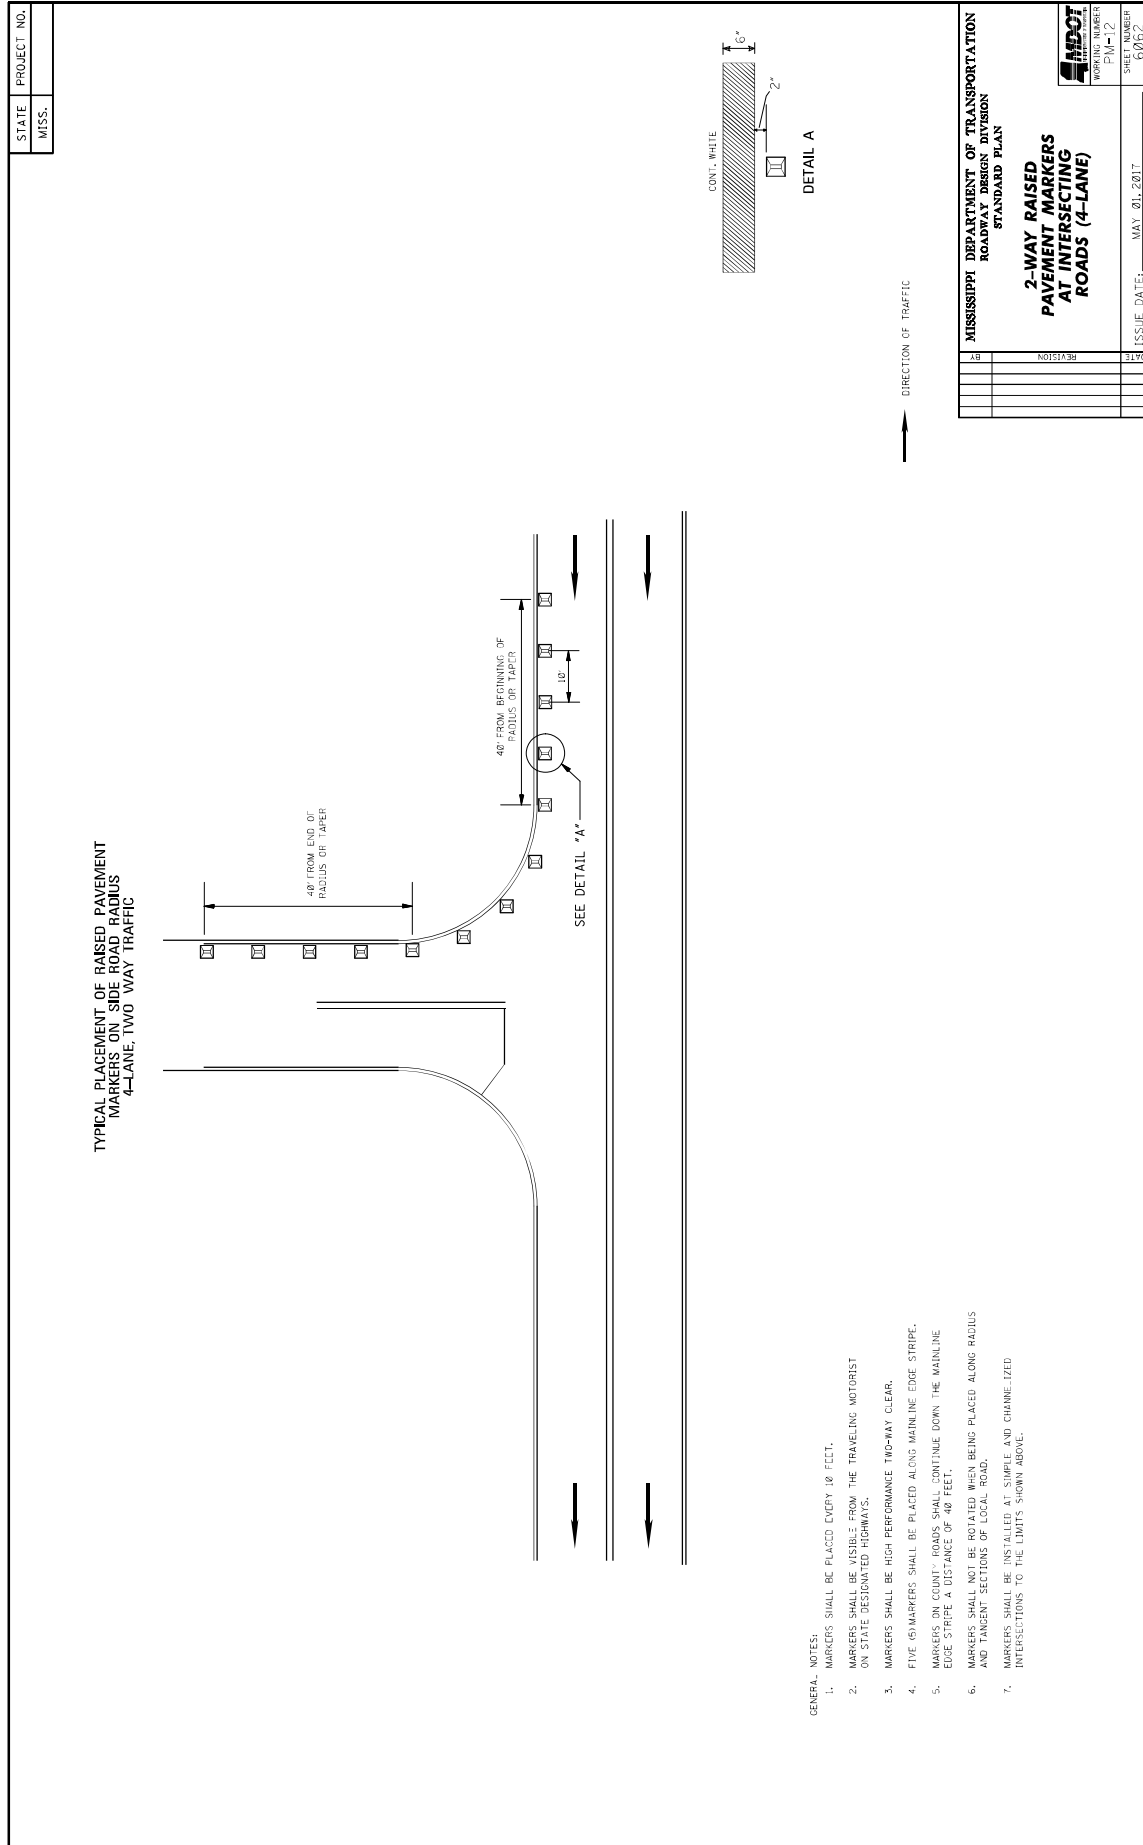 STATE PROJECT NO.
MISS.
TYPICAL PLACEMENT OF RAISED PAVEMENT
MARKERS ON SIDE ROAD RADIUS
4-LANE, TWO WAY TRAFFIC
40' FROM END OF
RADIUS OR TAPER
40' FROM BEGINNING OF
RADIUS OR TAPER
10'
SEE DETAIL "A"
CONT. WHITE
6"
2"
DETAIL A
DIRECTION OF TRAFFIC
GENERAL NOTES:
1. MARKERS SHALL BE PLACED EVERY 10 FEET.
2. MARKERS SHALL BE VISIBLE FROM THE TRAVELING MOTORIST
ON STATE DESIGNATED HIGHWAYS.
3. MARKERS SHALL BE HIGH PERFORMANCE TWO-WAY CLEAR.
4. FIVE (5) MARKERS SHALL BE PLACED ALONG MAINLINE EDGE STRIPE.
5. MARKERS ON COUNTY ROADS SHALL CONTINUE DOWN THE MAINLINE
EDGE STRIPE A DISTANCE OF 40 FEET.
6. MARKERS SHALL NOT BE ROTATED WHEN BEING PLACED ALONG RADIUS
AND TANGENT SECTIONS OF LOCAL ROAD.
7. MARKERS SHALL BE INSTALLED AT SIMPLE AND CHANNELIZED
INTERSECTIONS TO THE LIMITS SHOWN ABOVE.
BY
REVISION
DATE
MISSISSIPPI DEPARTMENT OF TRANSPORTATION
ROADWAY DESIGN DIVISION
STANDARD PLAN
2-WAY RAISED
PAVEMENT MARKERS
AT INTERSECTING
ROADS (4-LANE)
ISSUE DATE: MAY 01, 2017
MDOT
WORKING NUMBER
PM-12
SHEET NUMBER
6062